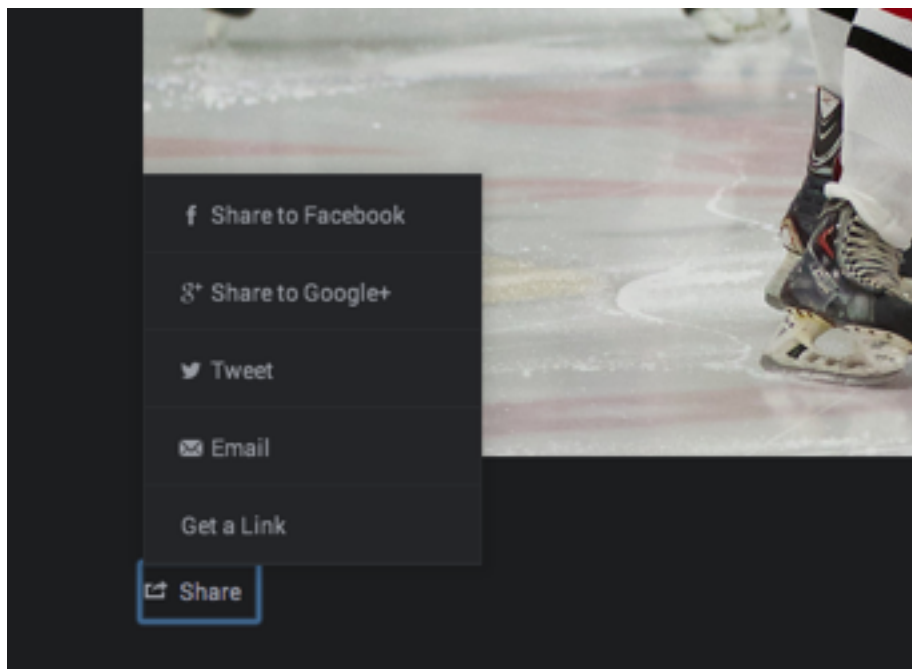 Share to Facebook
Share to Google+
Tweet
Email
Get a Link
Share